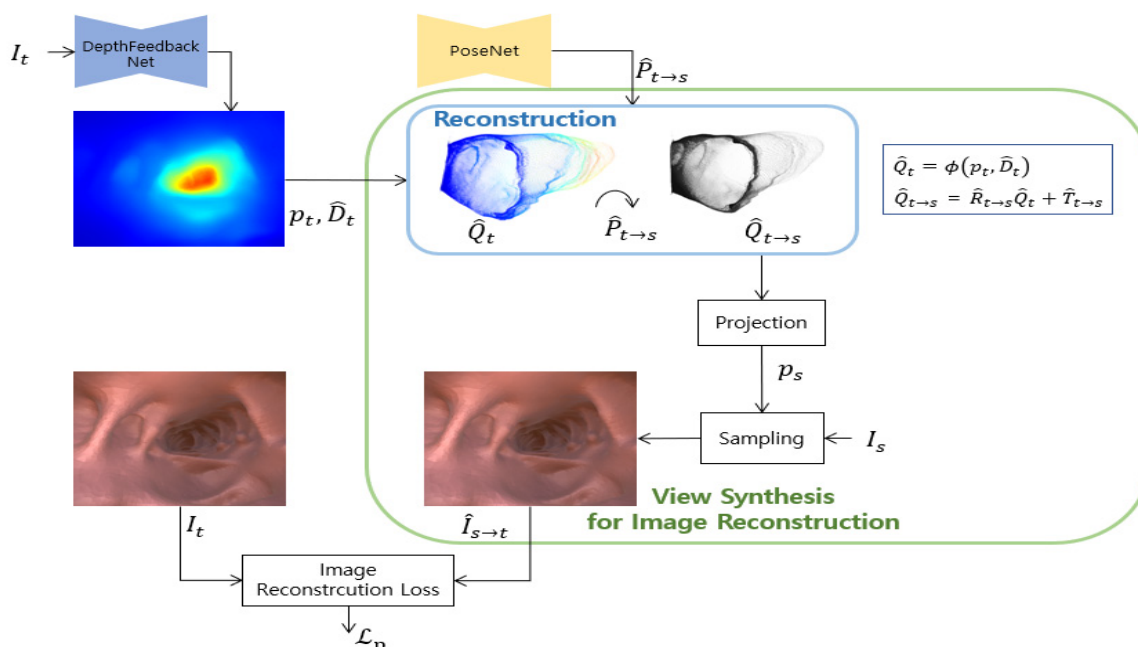 I_t
DepthFeedback
Net
PoseNet
P̂_{t→s}
Reconstruction
Q̂_t = ϕ(p_t, D̂_t)
Q̂_{t→s} = R̂_{t→s}Q̂_t + T̂_{t→s}
p_t, D̂_t
Q̂_t
P̂_{t→s}
Q̂_{t→s}
Projection
p_s
Sampling
I_s
View Synthesis
for Image Reconstruction
I_t
Î_{s→t}
Image
Reconstrcution Loss
ℒ_p